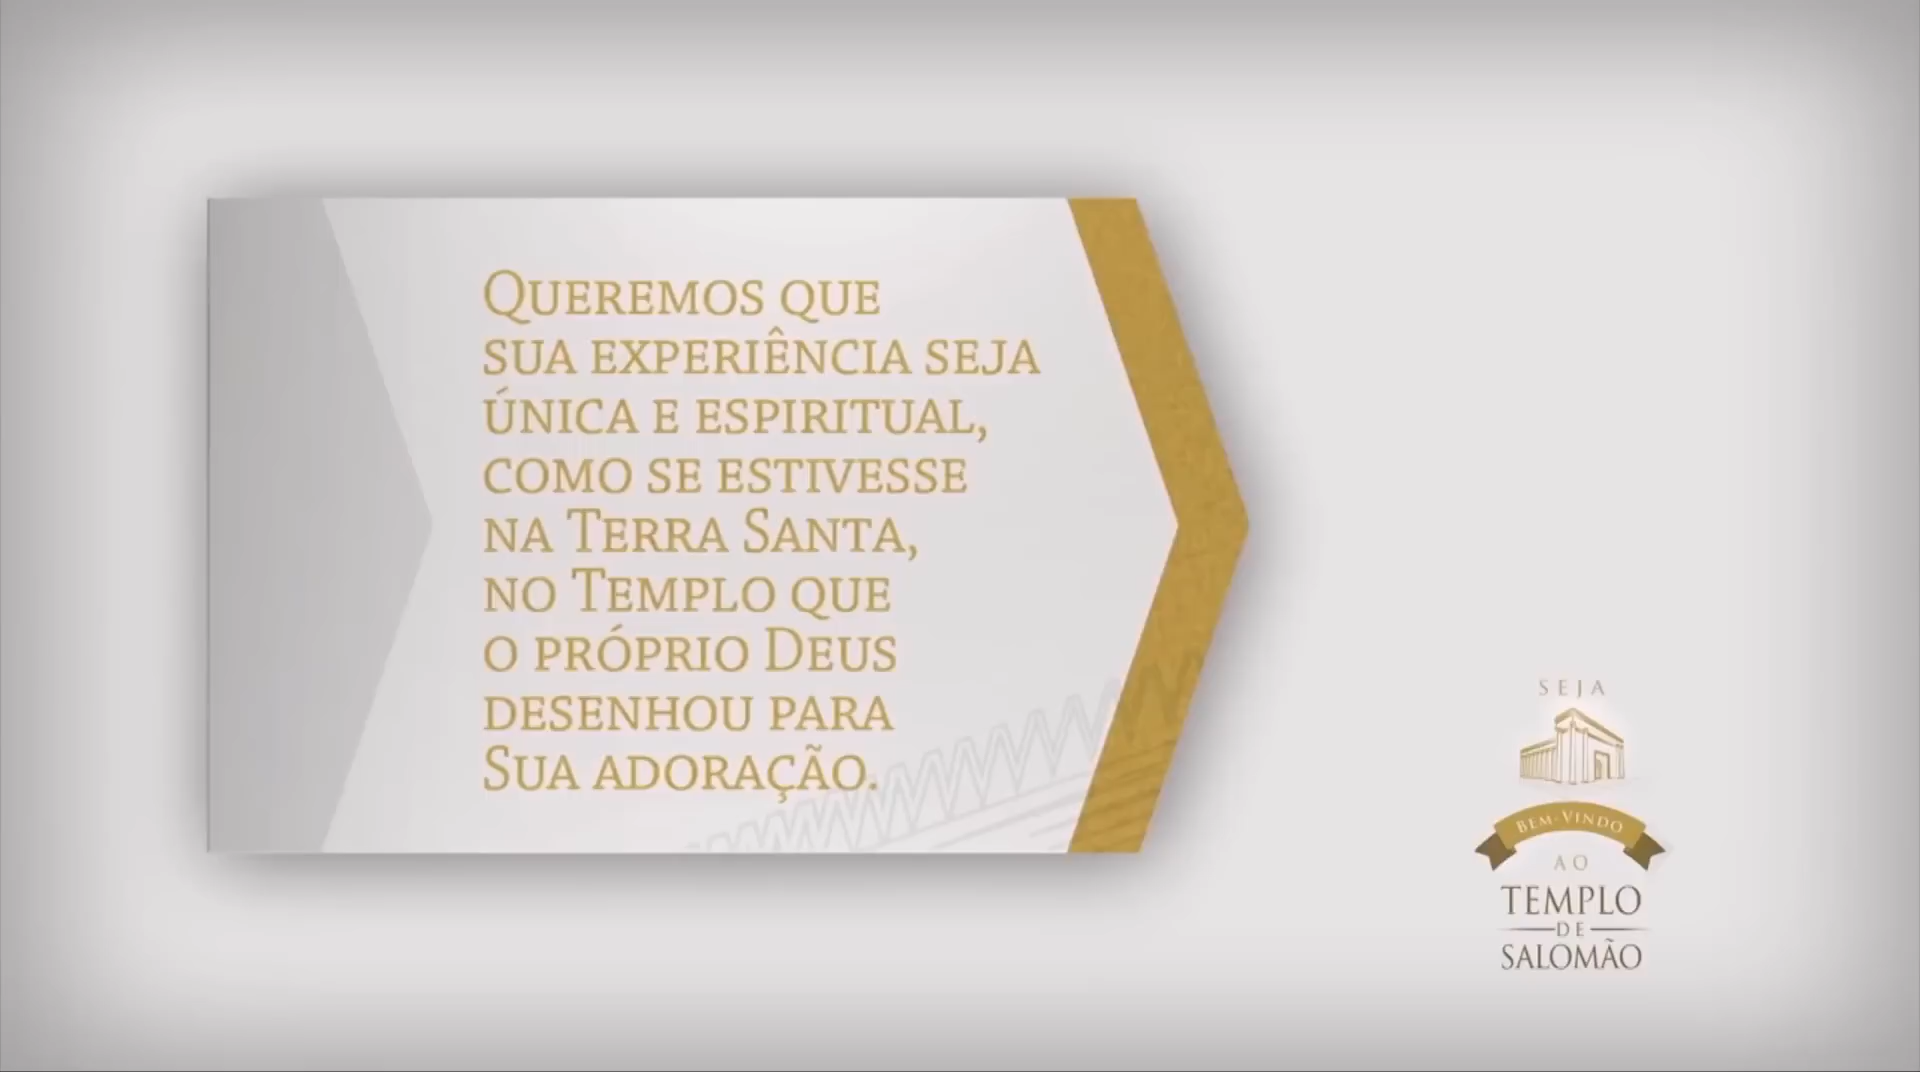 Queremos que
sua experiência seja
única e espiritual,
como se estivesse
na Terra Santa,
no Templo que
o próprio Deus
desenhou para
Sua adoração.
SEJA
Bem-Vindo
AO
TEMPLO
DE
SALOMÃO